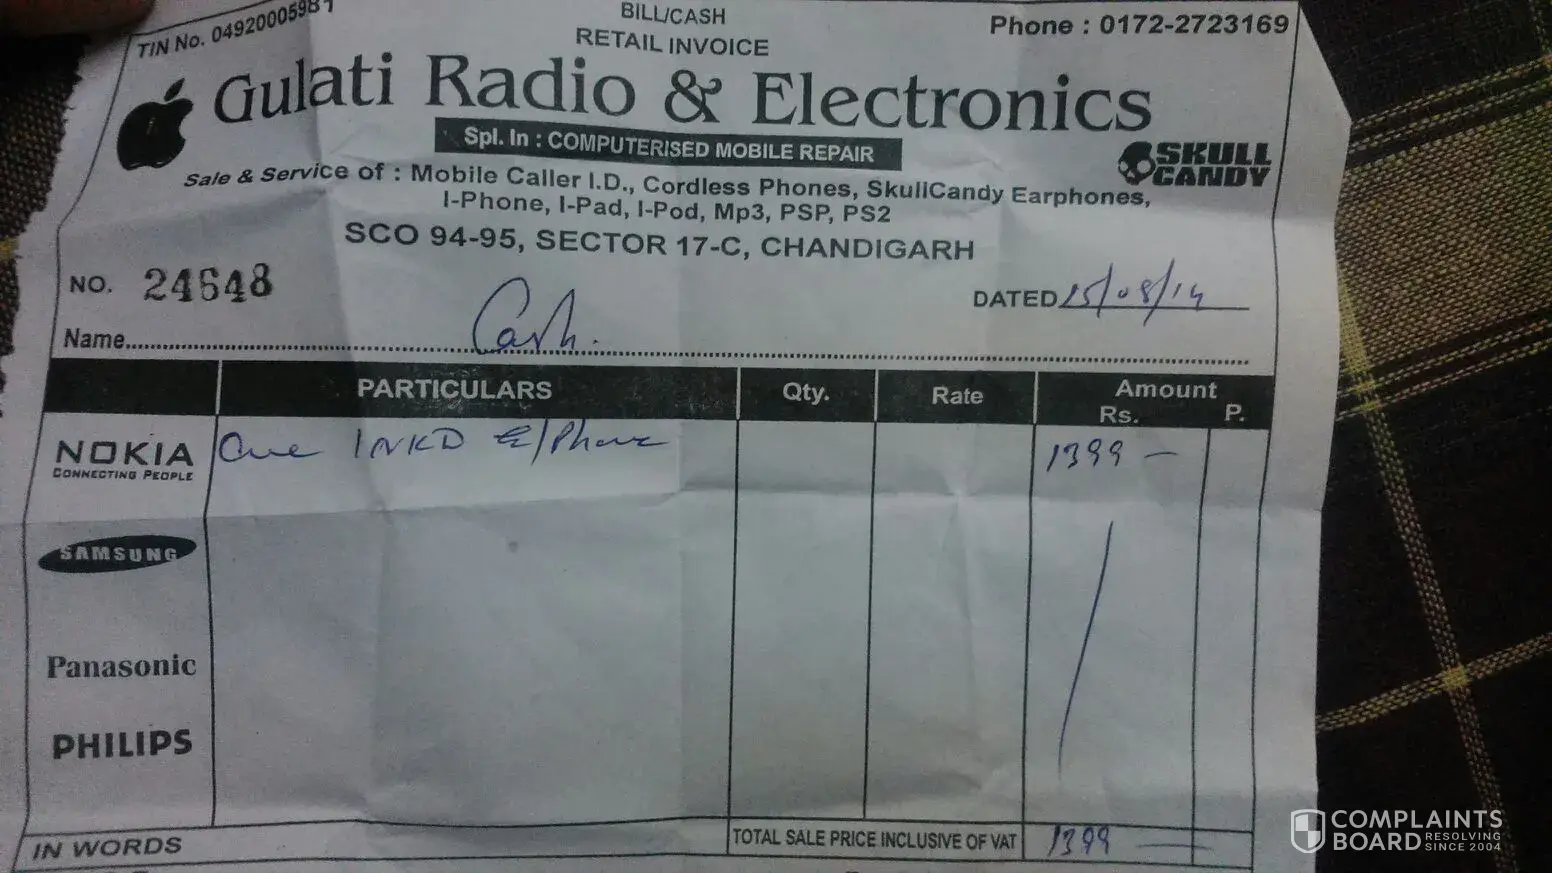 TIN No. 04920005981
BILL/CASH
RETAIL INVOICE
Phone : 0172-2723169
Gulati Radio & Electronics
Spl. In : COMPUTERISED MOBILE REPAIR
SKULL
CANDY
Sale & Service of : Mobile Caller I.D., Cordless Phones, SkullCandy Earphones,
I-Phone, I-Pad, I-Pod, Mp3, PSP, PS2
SCO 94-95, SECTOR 17-C, CHANDIGARH
NO. 24648
DATED 15/08/14
Name Cash.
PARTICULARS Qty. Rate Amount
Rs. P.
NOKIA One INKD E/Phone 1399 —
CONNECTING PEOPLE
SAMSUNG
Panasonic
PHILIPS
IN WORDS TOTAL SALE PRICE INCLUSIVE OF VAT 1399 —
COMPLAINTS
BOARD RESOLVING
SINCE 2004